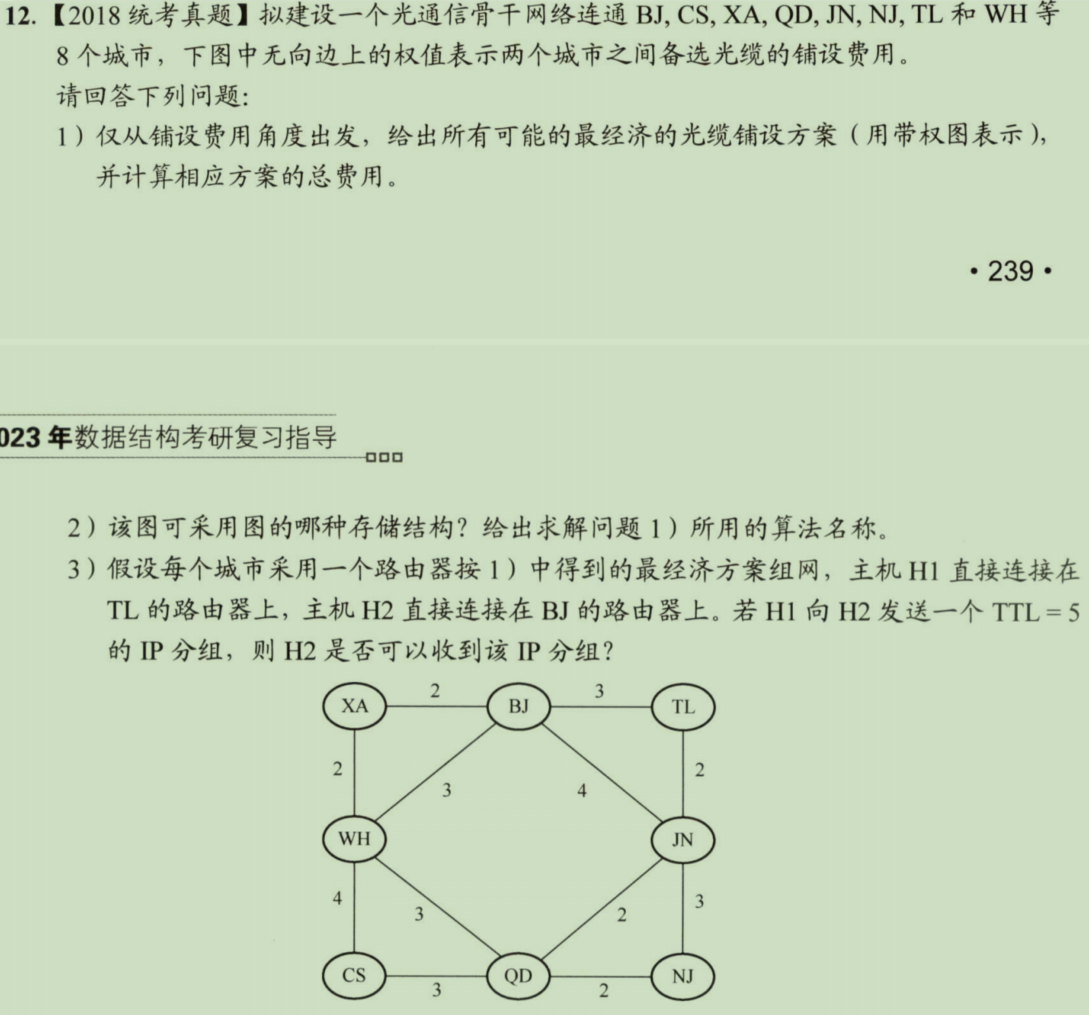 12.【2018 统考真题】拟建设一个光通信骨干网络连通 BJ, CS, XA, QD, JN, NJ, TL 和 WH 等
8 个城市，下图中无向边上的权值表示两个城市之间备选光缆的铺设费用。
请回答下列问题:
1）仅从铺设费用角度出发，给出所有可能的最经济的光缆铺设方案（用带权图表示），
并计算相应方案的总费用。
• 239 •
023 年数据结构考研复习指导
2）该图可采用图的哪种存储结构？给出求解问题 1）所用的算法名称。
3）假设每个城市采用一个路由器按 1）中得到的最经济方案组网，主机 H1 直接连接在
TL 的路由器上，主机 H2 直接连接在 BJ 的路由器上。若 H1 向 H2 发送一个 TTL = 5
的 IP 分组，则 H2 是否可以收到该 IP 分组？
XA 2 BJ 3 TL
2 3 4 2
WH JN
4 3 2 3
CS 3 QD 2 NJ